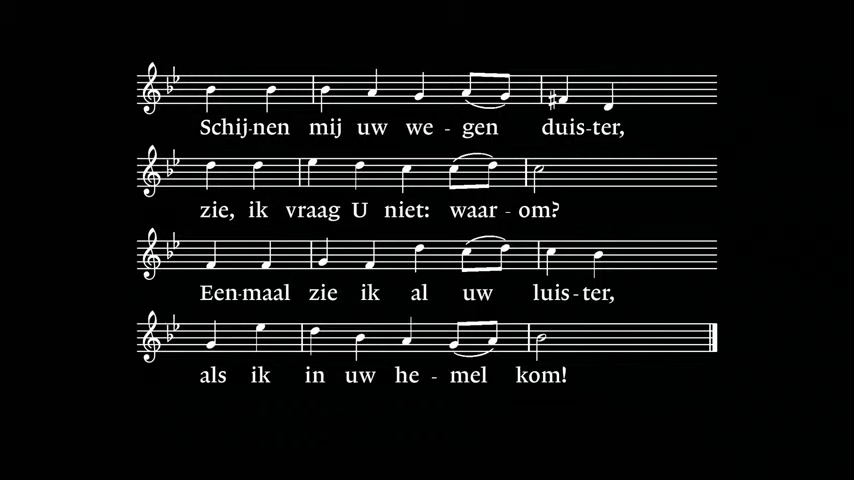 Schij-nen mij uw we - gen duis-ter,
zie, ik vraag U niet: waar - om?
Een-maal zie ik al uw luis-ter,
als ik in uw he - mel kom!